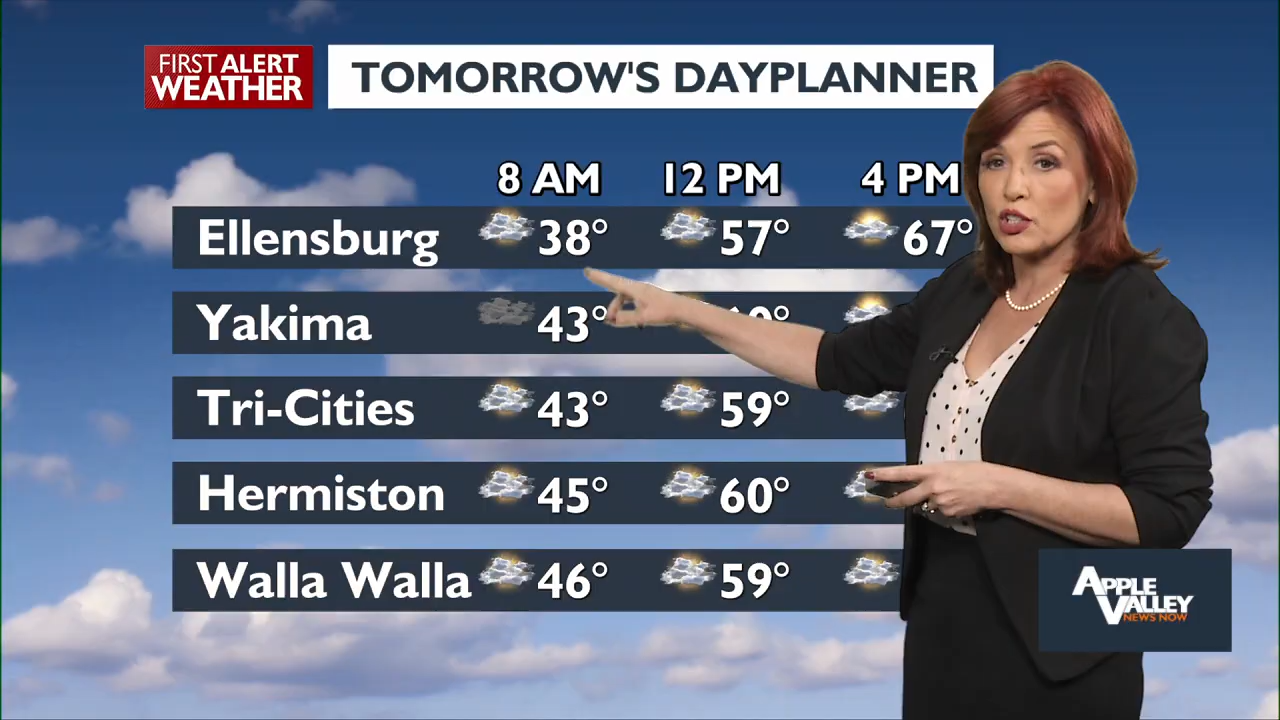 FIRST ALERT
WEATHER
TOMORROW'S DAYPLANNER
8 AM 12 PM 4 PM
Ellensburg 38° 57° 67°
Yakima 43°
Tri-Cities 43° 59°
Hermiston 45° 60°
Walla Walla 46° 59°
APPLE
VALLEY
NEWS NOW